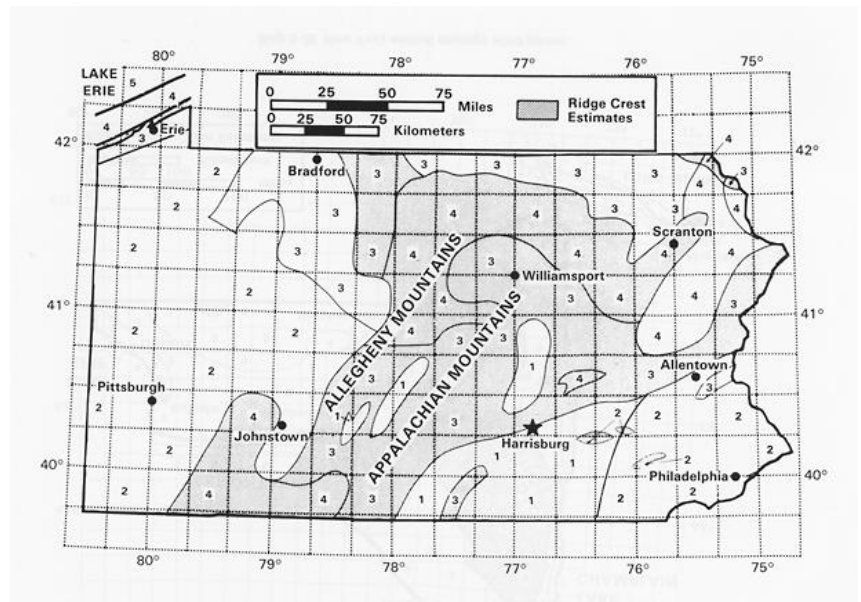 80° 79° 78° 77° 76° 75°
LAKE
ERIE
5
4
4
3
Erie
42°
0 25 50 75
Miles
0 25 50 75
Kilometers
Ridge Crest
Estimates
42°
4
3
Bradford
2 3 3 3 3 3
4
2 3 4 4 3 3 4
Scranton
2 3 3 4 3 4 4 4
Williamsport
2 2 4 3 4 4 3
41°
41°
2 2 4 3 3
ALLEGHENY MOUNTAINS
APPALACHIAN MOUNTAINS
2 3 1 1 4 3
Allentown
3
Pittsburgh
2 4 1 3 2 2 2
Johnstown
Harrisburg
40°
2 2 3 1 1 2 2
40°
Philadelphia
2 4 4 3 1 3 1 2 2
80° 79° 78° 77° 76° 75°